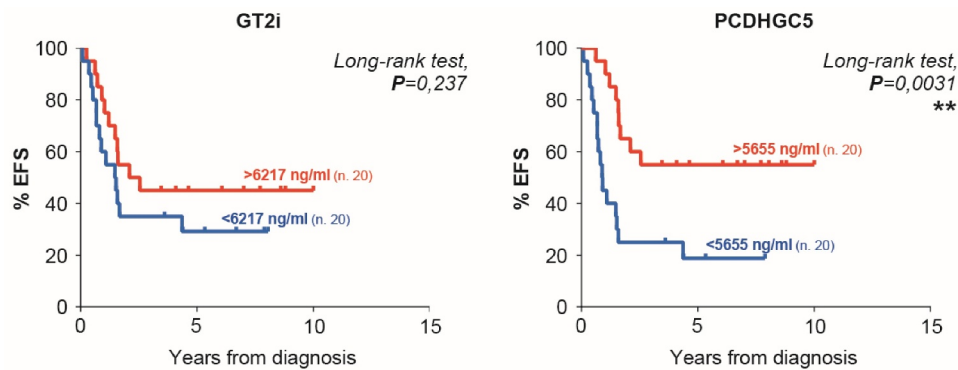 GT2i
100
80
60
40
20
0
% EFS
Long-rank test,
P=0,237
>6217 ng/ml (n. 20)
<6217 ng/ml (n. 20)
0 5 10 15
Years from diagnosis
PCDHGC5
100
80
60
40
20
0
% EFS
Long-rank test,
P=0,0031
**
>5655 ng/ml (n. 20)
<5655 ng/ml (n. 20)
0 5 10 15
Years from diagnosis